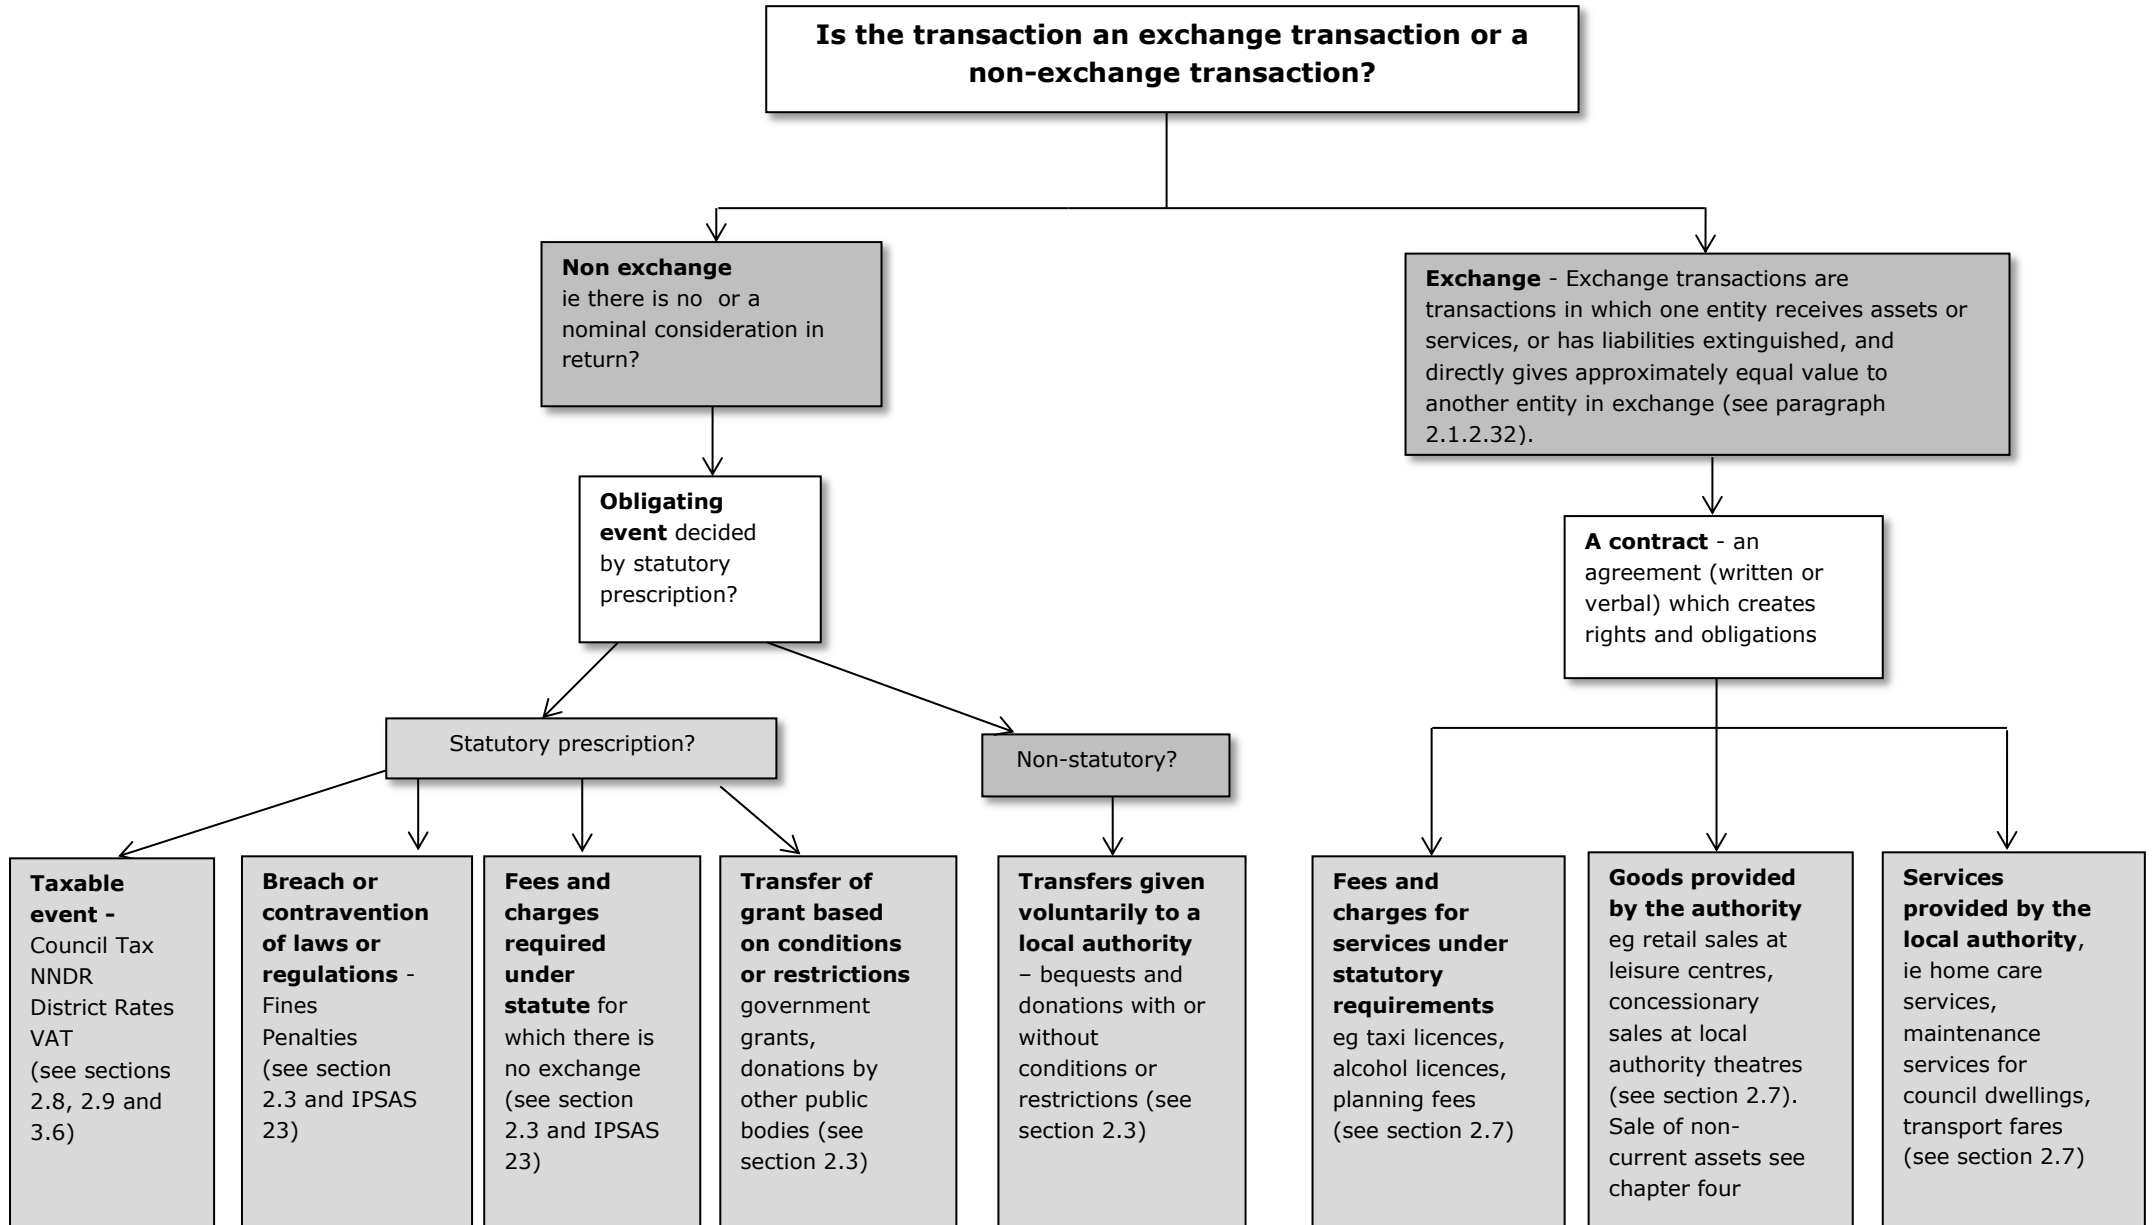 Is the transaction an exchange transaction or a
non-exchange transaction?
Non exchange
ie there is no or a
nominal consideration in
return?
Exchange - Exchange transactions are
transactions in which one entity receives assets or
services, or has liabilities extinguished, and
directly gives approximately equal value to
another entity in exchange (see paragraph
2.1.2.32).
Obligating
event decided
by statutory
prescription?
A contract - an
agreement (written or
verbal) which creates
rights and obligations
Statutory prescription?
Non-statutory?
Taxable
event -
Council Tax
NNDR
District Rates
VAT
(see sections
2.8, 2.9 and
3.6)
Breach or
contravention
of laws or
regulations -
Fines
Penalties
(see section
2.3 and IPSAS
23)
Fees and
charges
required
under
statute for
which there is
no exchange
(see section
2.3 and IPSAS
23)
Transfer of
grant based
on conditions
or restrictions
government
grants,
donations by
other public
bodies (see
section 2.3)
Transfers given
voluntarily to a
local authority
– bequests and
donations with or
without
conditions or
restrictions (see
section 2.3)
Fees and
charges for
services under
statutory
requirements
eg taxi licences,
alcohol licences,
planning fees
(see section 2.7)
Goods provided
by the authority
eg retail sales at
leisure centres,
concessionary
sales at local
authority theatres
(see section 2.7).
Sale of non-
current assets see
chapter four
Services
provided by the
local authority,
ie home care
services,
maintenance
services for
council dwellings,
transport fares
(see section 2.7)